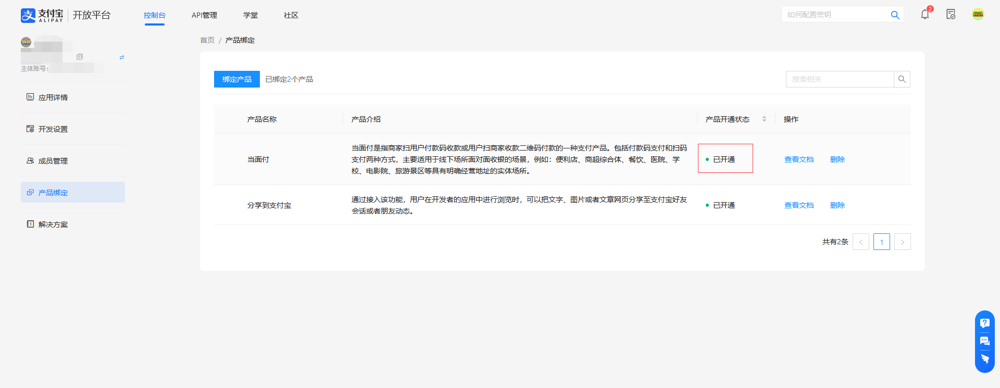 支付宝 ALIPAY 开放平台
控制台 API管理 学堂 社区
如何配置密钥
2
主体账号:
应用详情
开发设置
成员管理
产品绑定
解决方案
首页 / 产品绑定
绑定产品 已绑定2个产品
搜索相关
产品名称 产品介绍 产品开通状态 操作
当面付
当面付是指商家扫用户付款码收款或用户扫商家收款二维码付款的一种支付产品。包括付款码支付和扫码
支付两种方式，主要适用于线下场所面对面收银的场景，例如：便利店、商超综合体、餐饮、医院、学
校、电影院、旅游景区等具有明确经营地址的实体场所。
已开通 查看文档 删除
分享到支付宝
通过接入该功能，用户在开发者的应用中进行浏览时，可以把文字、图片或者文章网页分享至支付宝好友
会话或者朋友动态。
已开通 查看文档 删除
共有2条 < 1 >